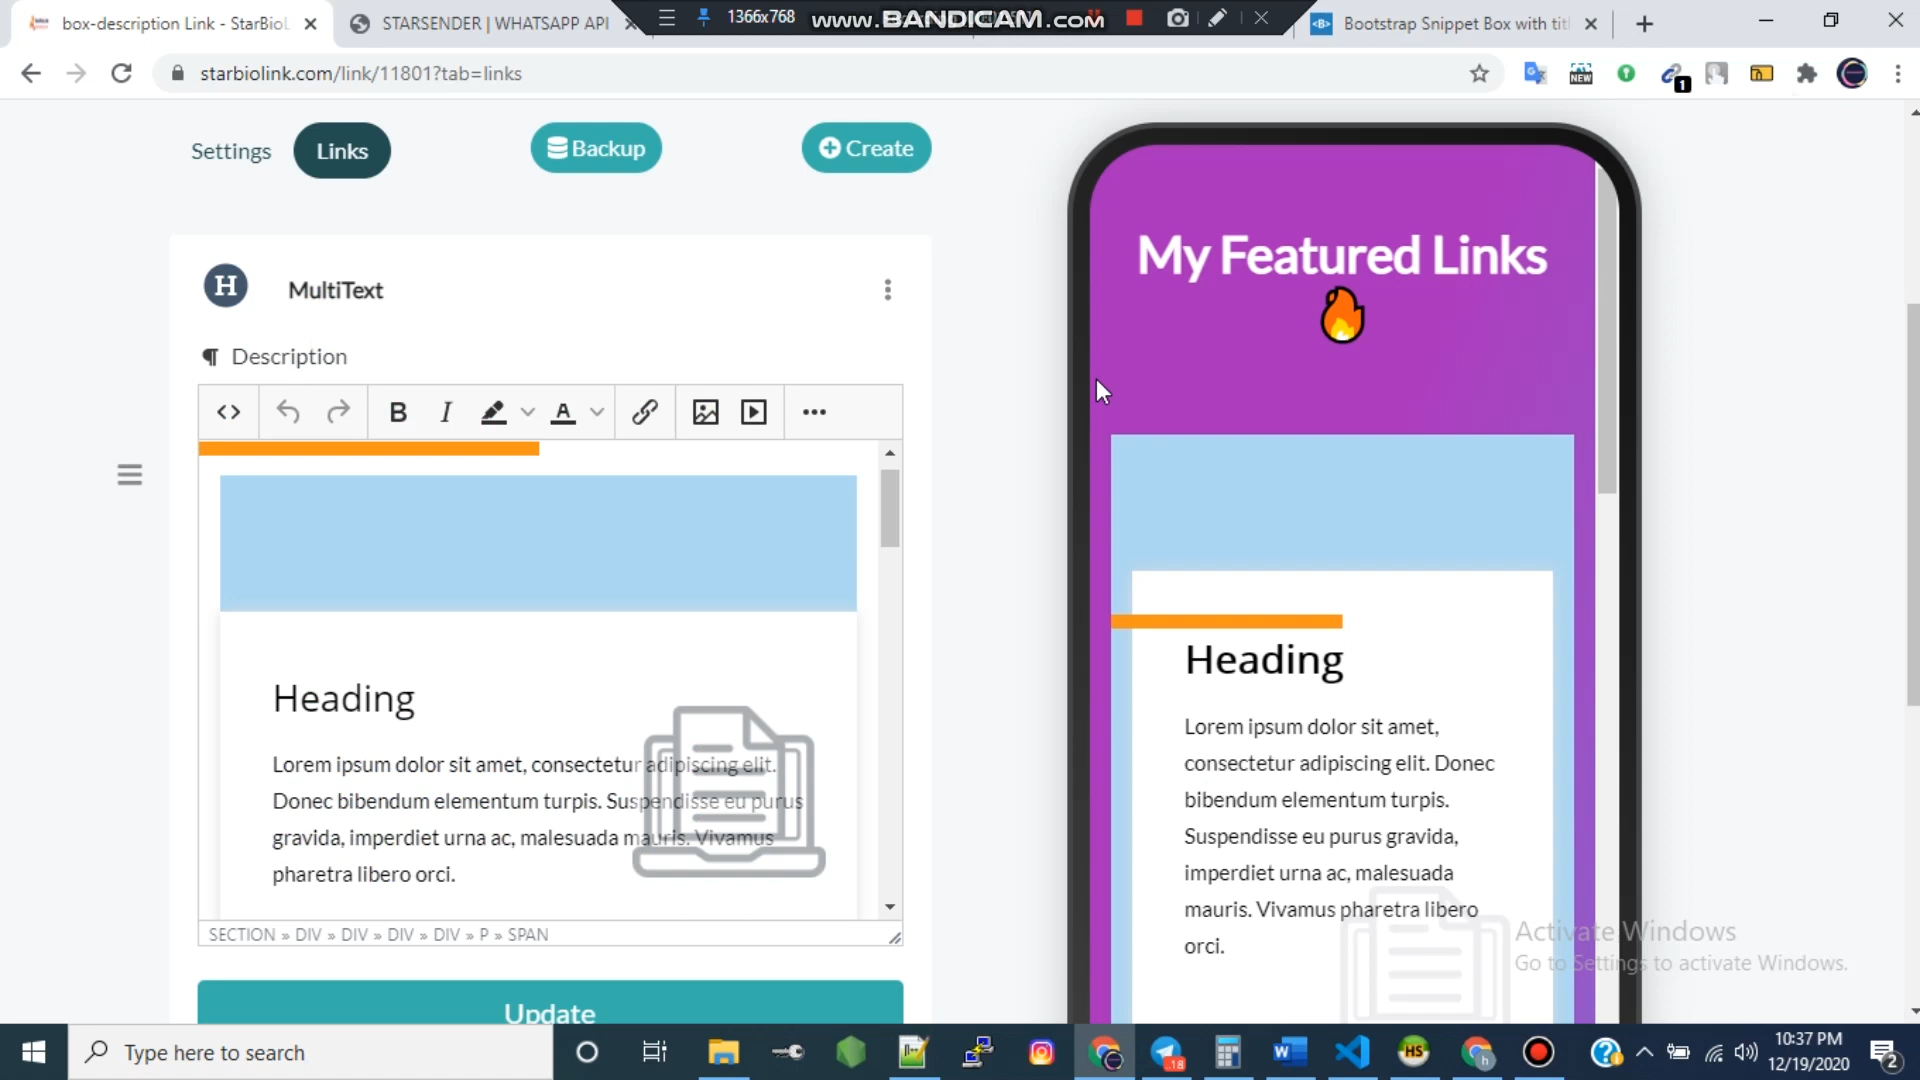 box-description Link - StarBioL
STARSENDER | WHATSAPP API
1366x768
www.BANDICAM.com
Bootstrap Snippet Box with titl
starbiolink.com/link/11801?tab=links
NEW
1
Settings
Links
Backup
Create
H
MultiText
Description
B
I
A
Heading
Lorem ipsum dolor sit amet, consectetur adipiscing elit.
Donec bibendum elementum turpis. Suspendisse eu purus
gravida, imperdiet urna ac, malesuada mauris. Vivamus
pharetra libero orci.
SECTION » DIV » DIV » DIV » DIV » P » SPAN
Update
My Featured Links
Heading
Lorem ipsum dolor sit amet,
consectetur adipiscing elit. Donec
bibendum elementum turpis.
Suspendisse eu purus gravida,
imperdiet urna ac, malesuada
mauris. Vivamus pharetra libero
orci.
Activate Windows
Go to Settings to activate Windows.
Type here to search
18
HS
10:37 PM
12/19/2020
2